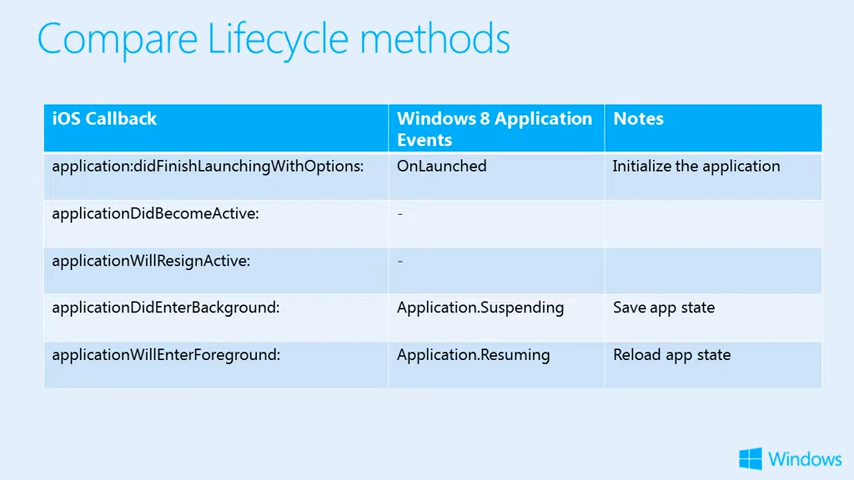 Compare Lifecycle methods
iOS Callback
Windows 8 Application Events
Notes
application:didFinishLaunchingWithOptions:
OnLaunched
Initialize the application
applicationDidBecomeActive:
-
applicationWillResignActive:
-
applicationDidEnterBackground:
Application.Suspending
Save app state
applicationWillEnterForeground:
Application.Resuming
Reload app state
Windows